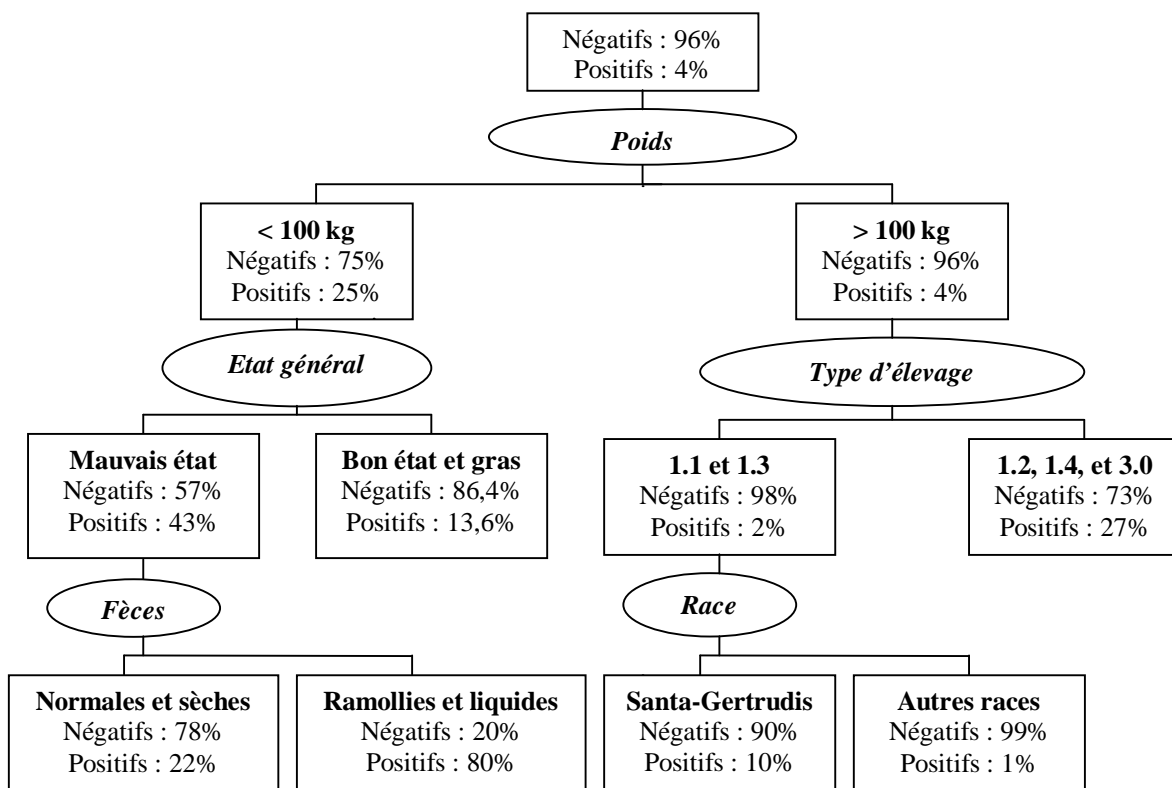 Négatifs : 96%
Positifs : 4%
Poids
< 100 kg
Négatifs : 75%
Positifs : 25%
> 100 kg
Négatifs : 96%
Positifs : 4%
Etat général
Type d'élevage
Mauvais état
Négatifs : 57%
Positifs : 43%
Bon état et gras
Négatifs : 86,4%
Positifs : 13,6%
1.1 et 1.3
Négatifs : 98%
Positifs : 2%
1.2, 1.4, et 3.0
Négatifs : 73%
Positifs : 27%
Fèces
Race
Normales et sèches
Négatifs : 78%
Positifs : 22%
Ramollies et liquides
Négatifs : 20%
Positifs : 80%
Santa-Gertrudis
Négatifs : 90%
Positifs : 10%
Autres races
Négatifs : 99%
Positifs : 1%